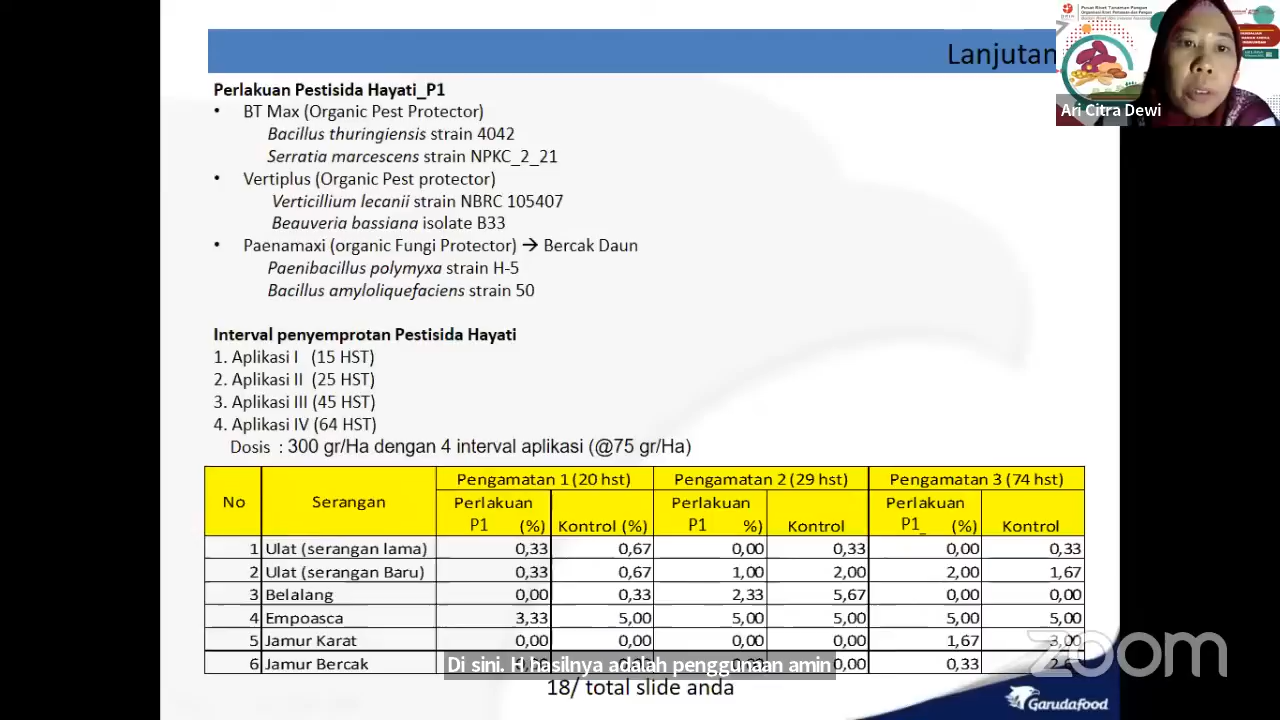 Lanjutan
Pusat Riset Tanaman Pangan
Ari Citra Dewi
Perlakuan Pestisida Hayati_P1
• BT Max (Organic Pest Protector)
Bacillus thuringiensis strain 4042
Serratia marcescens strain NPKC_2_21
• Vertiplus (Organic Pest protector)
Verticillium lecanii strain NBRC 105407
Beauveria bassiana isolate B33
• Paenamaxi (organic Fungi Protector) → Bercak Daun
Paenibacillus polymyxa strain H-5
Bacillus amyloliquefaciens strain 50
Interval penyemprotan Pestisida Hayati
1. Aplikasi I (15 HST)
2. Aplikasi II (25 HST)
3. Aplikasi III (45 HST)
4. Aplikasi IV (64 HST)
Dosis : 300 gr/Ha dengan 4 interval aplikasi (@75 gr/Ha)
No Serangan Pengamatan 1 (20 hst) Pengamatan 2 (29 hst) Pengamatan 3 (74 hst)
Perlakuan P1 (%) Kontrol (%) Perlakuan P1 %) Kontrol Perlakuan P1_ (%) Kontrol
1 Ulat (serangan lama) 0,33 0,67 0,00 0,33 0,00 0,33
2 Ulat (serangan Baru) 0,33 0,67 1,00 2,00 2,00 1,67
3 Belalang 0,00 0,33 2,33 5,67 0,00 0,00
4 Empoasca 3,33 5,00 5,00 5,00 5,00 5,00
5 Jamur Karat 0,00 0,00 0,00 0,00 1,67 3,00
6 Jamur Bercak 0,00 0,33
Di sini. H hasilnya adalah penggunaan amin
zoom
18/ total slide anda
Garudafood